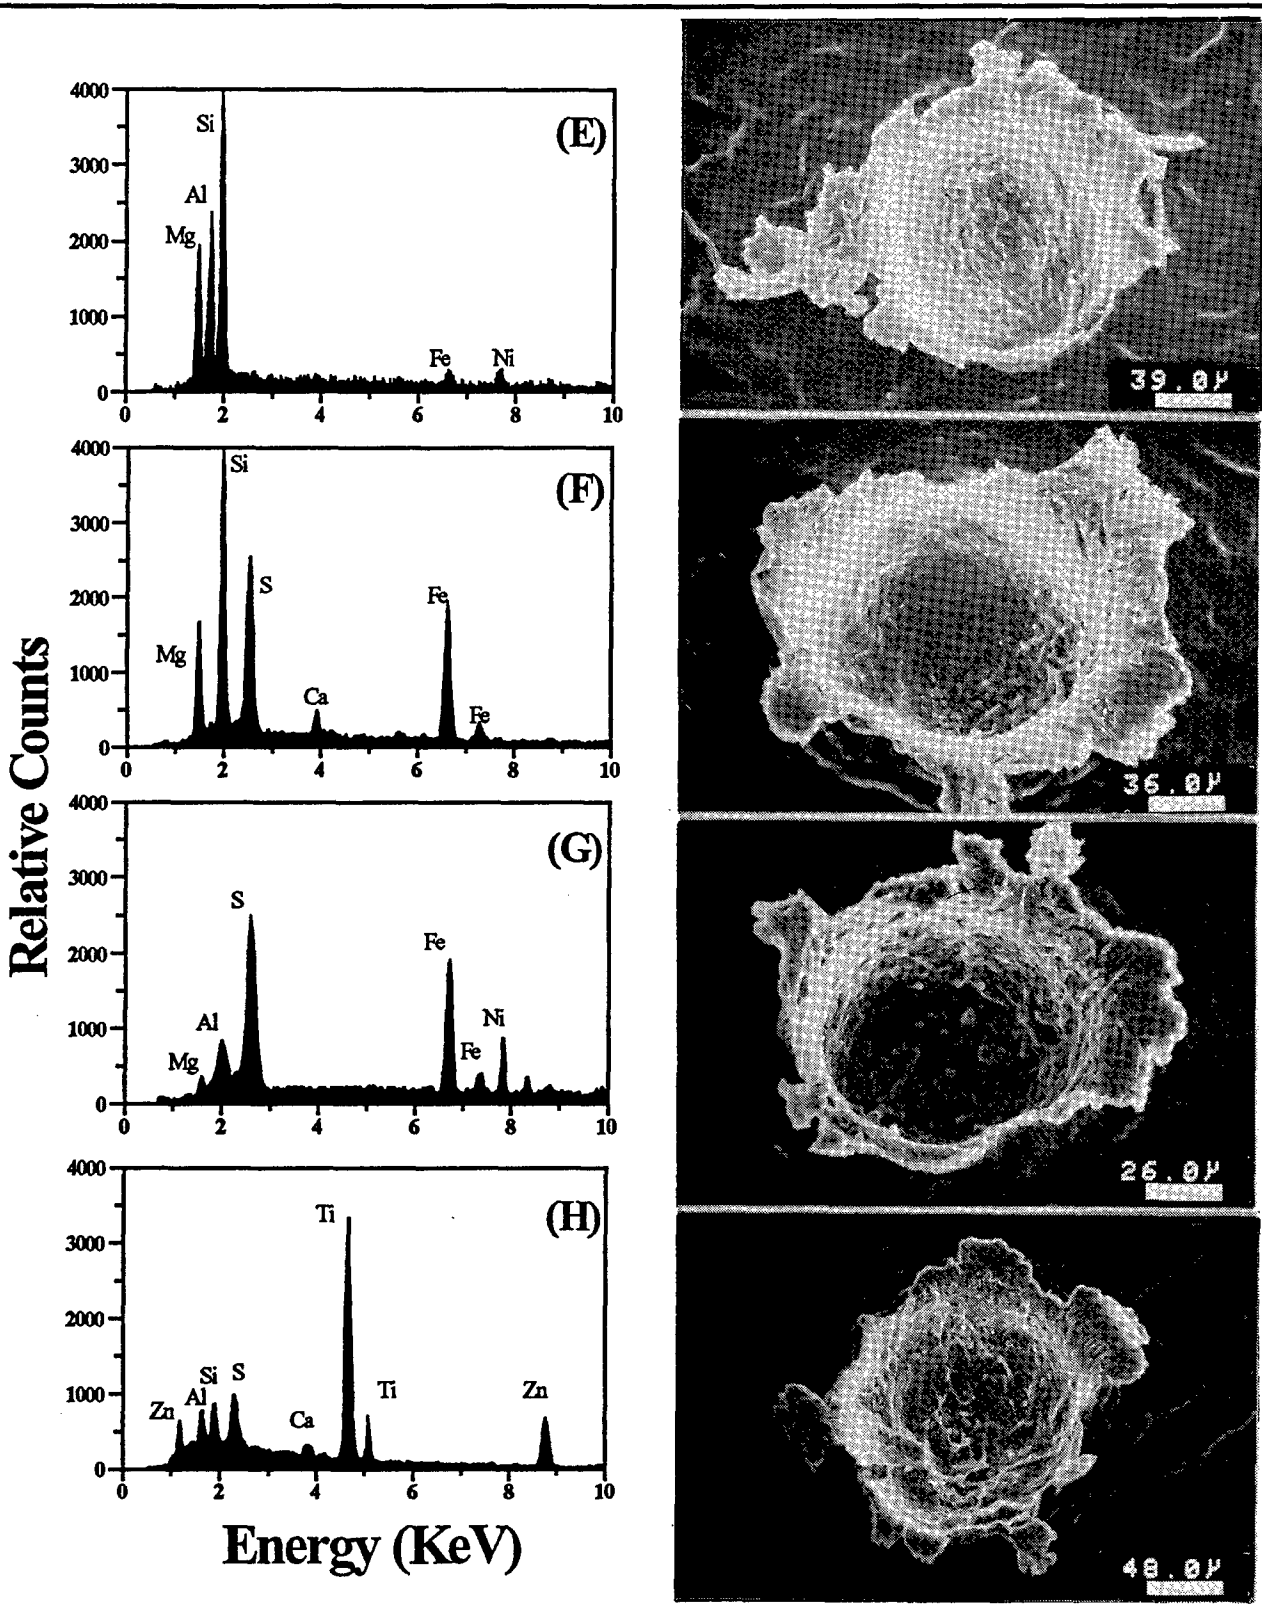 Relative Counts
4000
3000
2000
1000
0
(E)
Si
Al
Mg
Fe
Ni
0 2 4 6 8 10
39.0μ
4000
3000
2000
1000
0
(F)
Si
S
Mg
Ca
Fe
Fe
0 2 4 6 8 10
36.0μ
4000
3000
2000
1000
0
(G)
S
Fe
Al
Mg
Fe
Ni
0 2 4 6 8 10
26.0μ
4000
3000
2000
1000
0
(H)
Ti
Zn
Al
Si
S
Ca
Ti
Zn
0 2 4 6 8 10
48.0μ
Energy (KeV)